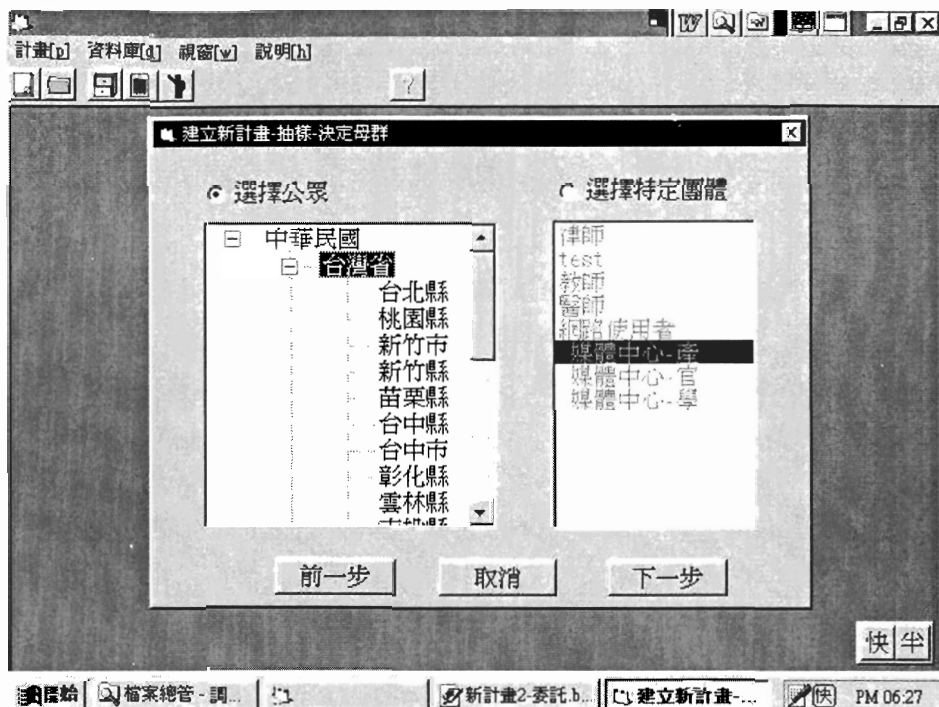 計畫[p] 資料庫[d] 視窗[w] 說明[h]
建立新計畫-抽樣-決定母群
選擇公眾
選擇特定團體
中華民國
台灣省
台北縣
桃園縣
新竹市
新竹縣
苗栗縣
台中縣
台中市
彰化縣
雲林縣
南投縣
律師
test
教師
醫師
網路使用者
媒體中心-產
媒體中心-官
媒體中心-學
前一步 取消 下一步
快 半
開始 檔案總管 - 調... 新計畫2-委託.b... 建立新計畫-... 快 PM 06:27